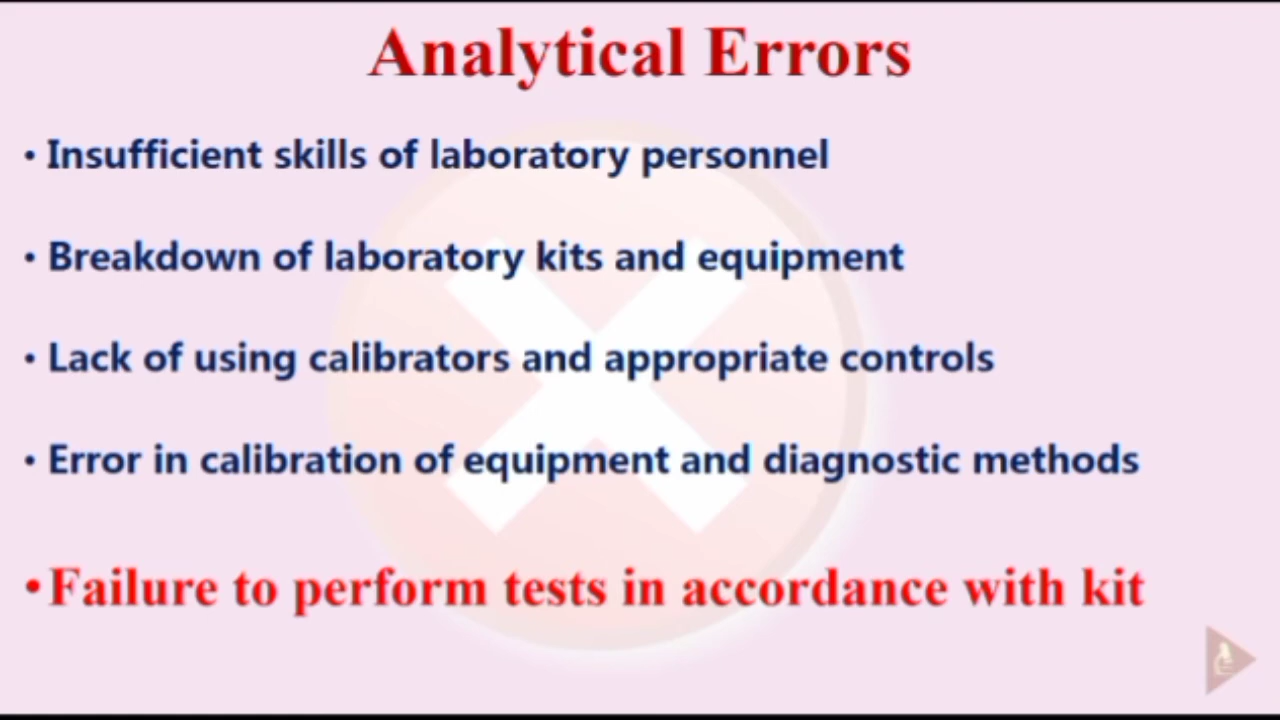 Analytical Errors
• Insufficient skills of laboratory personnel
• Breakdown of laboratory kits and equipment
• Lack of using calibrators and appropriate controls
• Error in calibration of equipment and diagnostic methods
• Failure to perform tests in accordance with kit